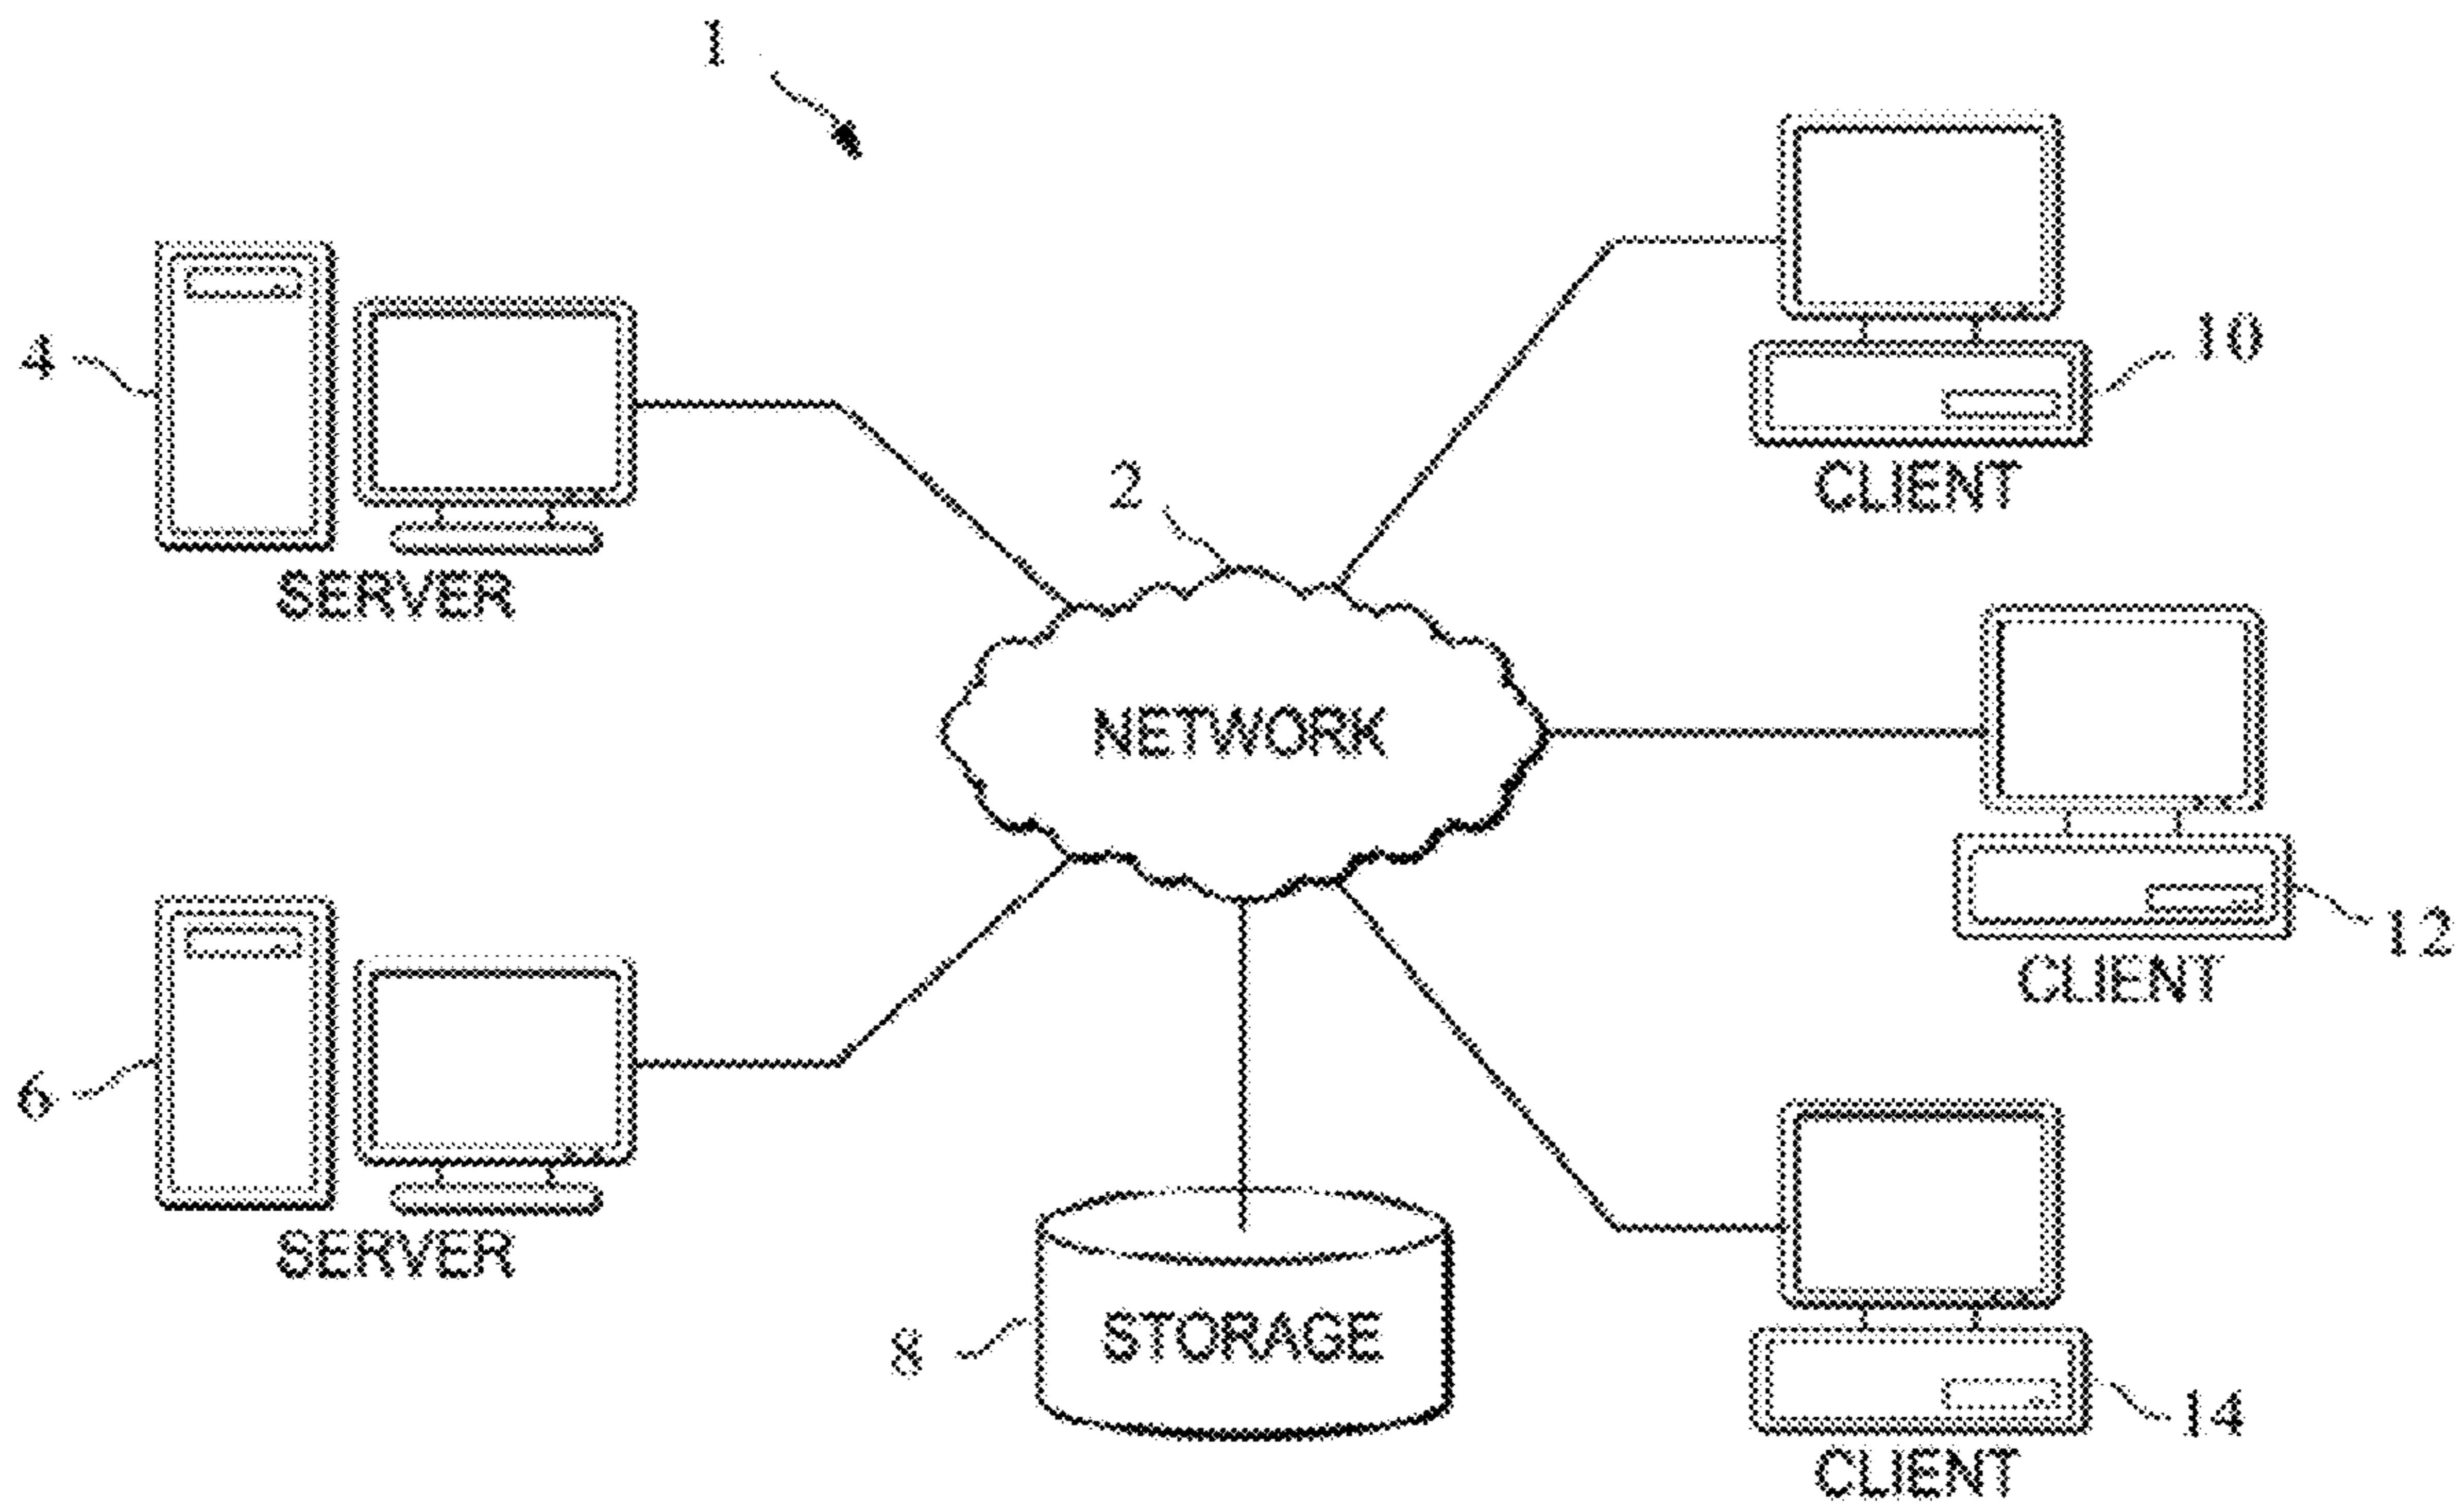 1
4
SERVER
10
CLIENT
2
NETWORK
12
CLIENT
6
SERVER
8
STORAGE
14
CLIENT